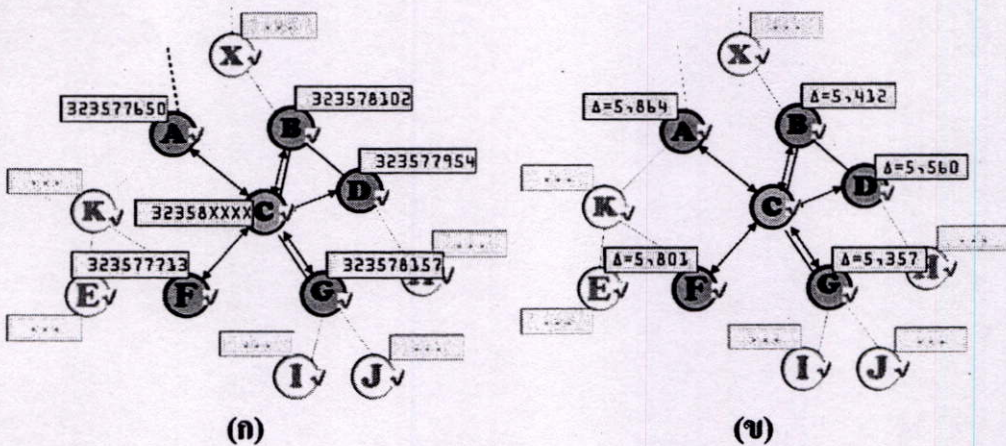 ...
X
323577650
A
323578102
B
323577954
D
...
K
32358XXXX
C
...
323577713
E
F
323578157
G
H
...
...
...
I
J
(ก)
...
X
Δ=5,864
A
Δ=5,412
B
Δ=5,560
D
...
K
C
...
Δ=5,801
E
F
Δ=5,357
G
H
...
...
...
I
J
(ข)